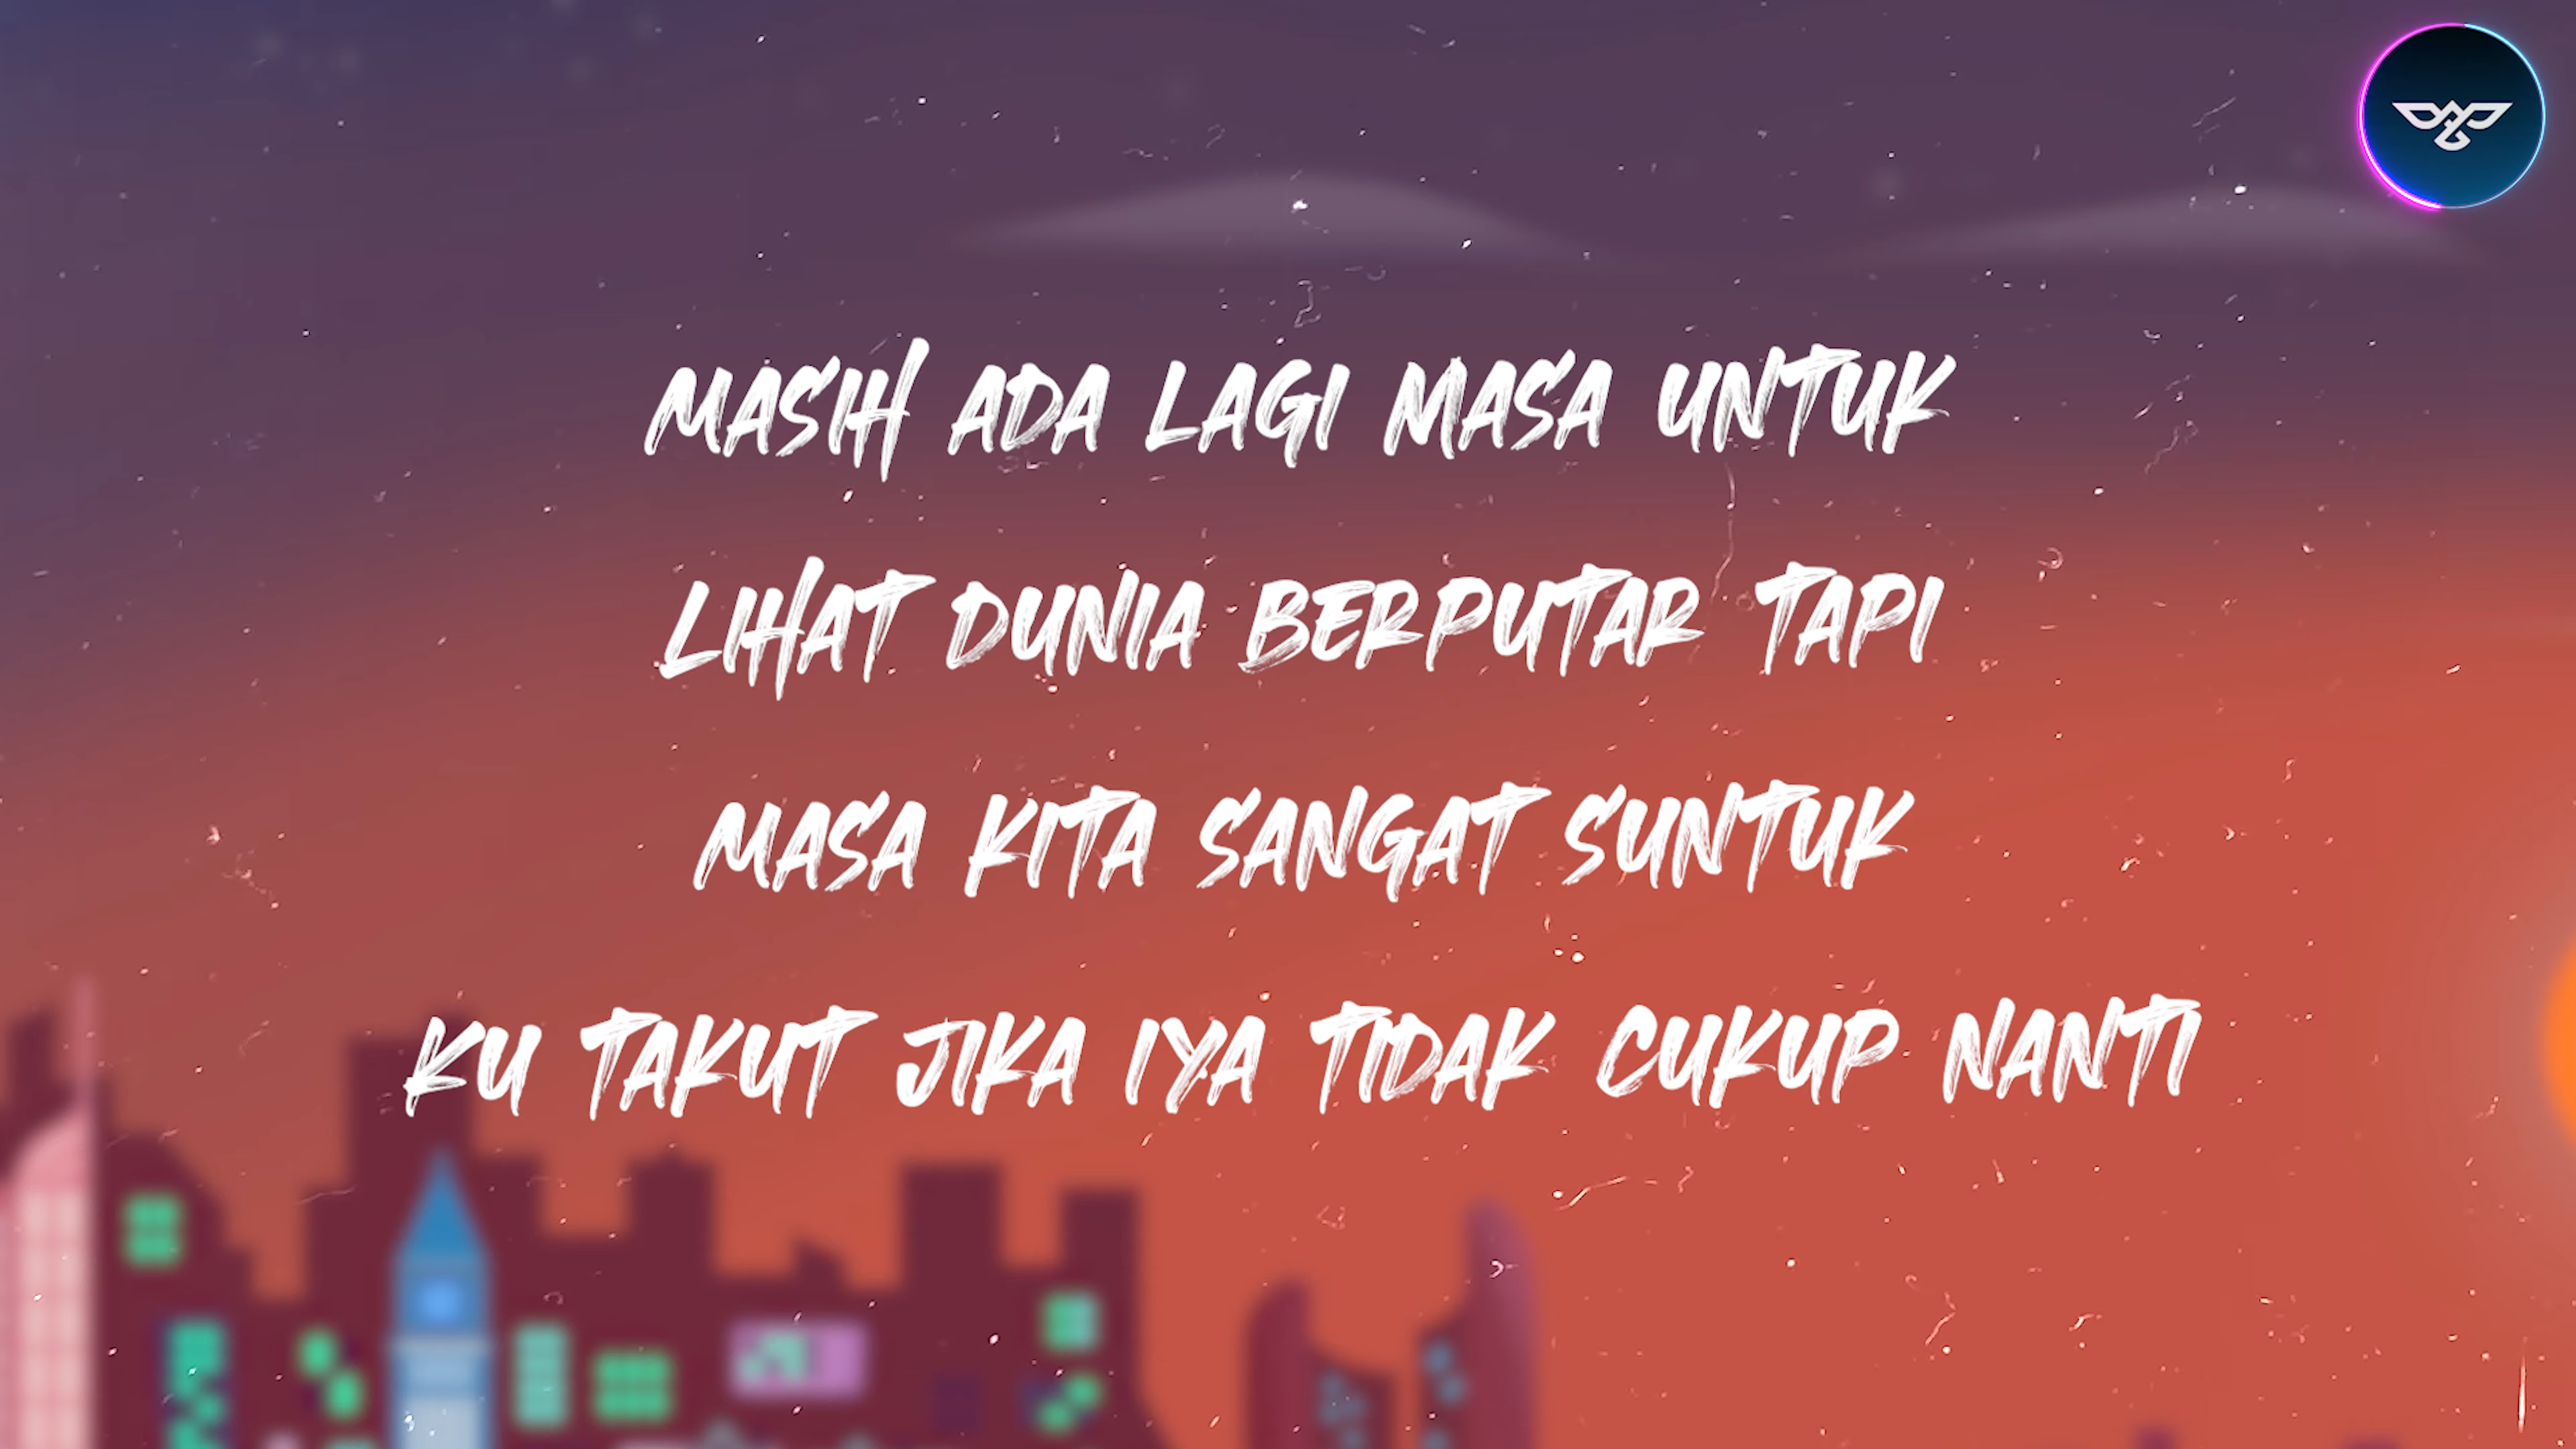 MASIH ADA LAGI MASA UNTUK
LIHAT DUNIA BERPUTAR TAPI
MASA KITA SANGAT SUNTUK
KU TAKUT JIKA IYA TIDAK CUKUP NANTI